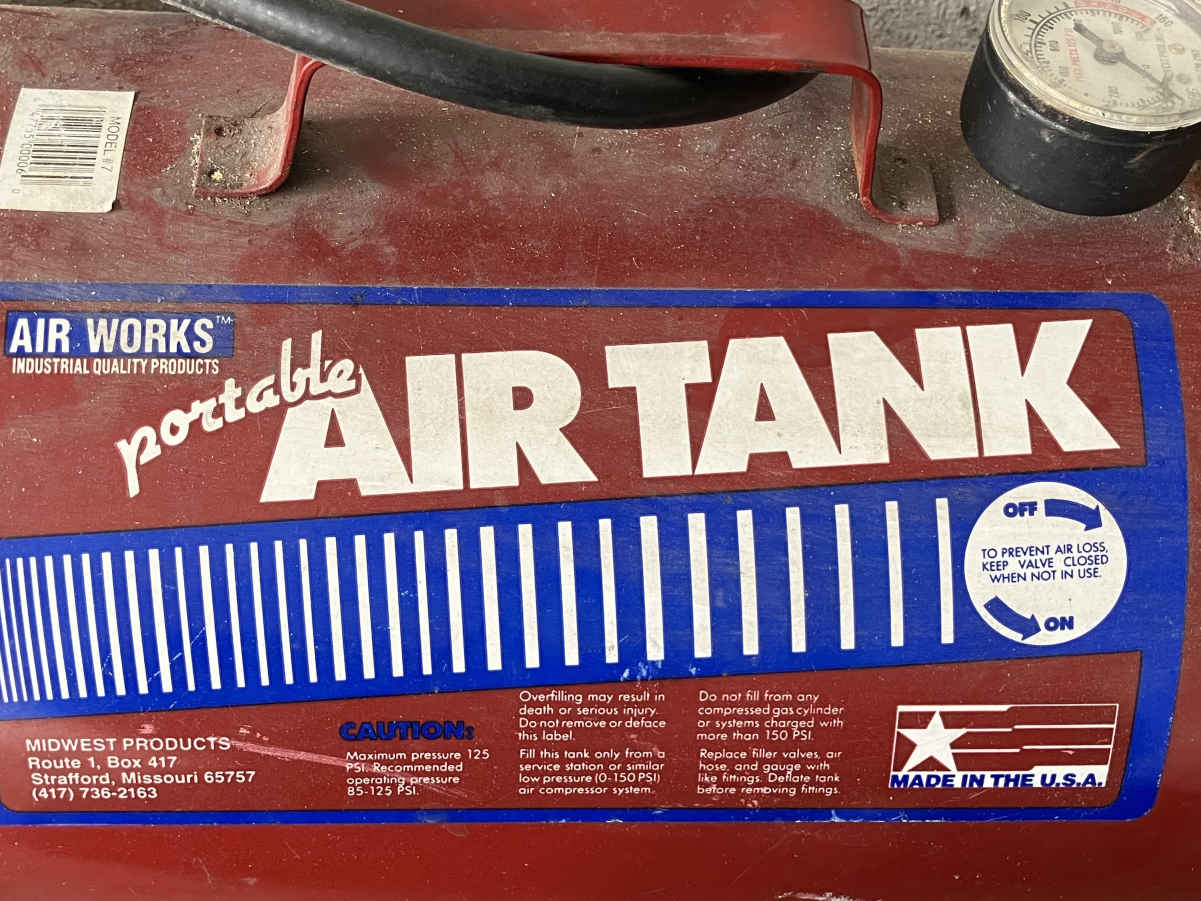 MODEL #7
AIR WORKS™
INDUSTRIAL QUALITY PRODUCTS
portable
AIR TANK
OFF
TO PREVENT AIR LOSS,
KEEP VALVE CLOSED
WHEN NOT IN USE.
ON
MIDWEST PRODUCTS
Route 1, Box 417
Strafford, Missouri 65757
(417) 736-2163
CAUTION:
Maximum pressure 125
PSI. Recommended
operating pressure
85-125 PSI.
Overfilling may result in
death or serious injury.
Do not remove or deface
this label.
Fill this tank only from a
service station or similar
low pressure (0-150 PSI)
air compressor system.
Do not fill from any
compressed gas cylinder
or systems charged with
more than 150 PSI.
Replace filler valves, air
hose, and gauge with
like fittings. Deflate tank
before removing fittings.
MADE IN THE U.S.A.